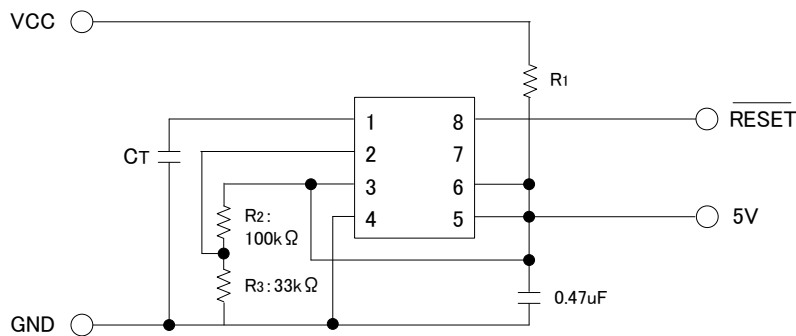 VCC
R1
1 8 RESET
CT 2 7
3 6
R2: 100kΩ
4 5 5V
R3: 33kΩ
0.47uF
GND